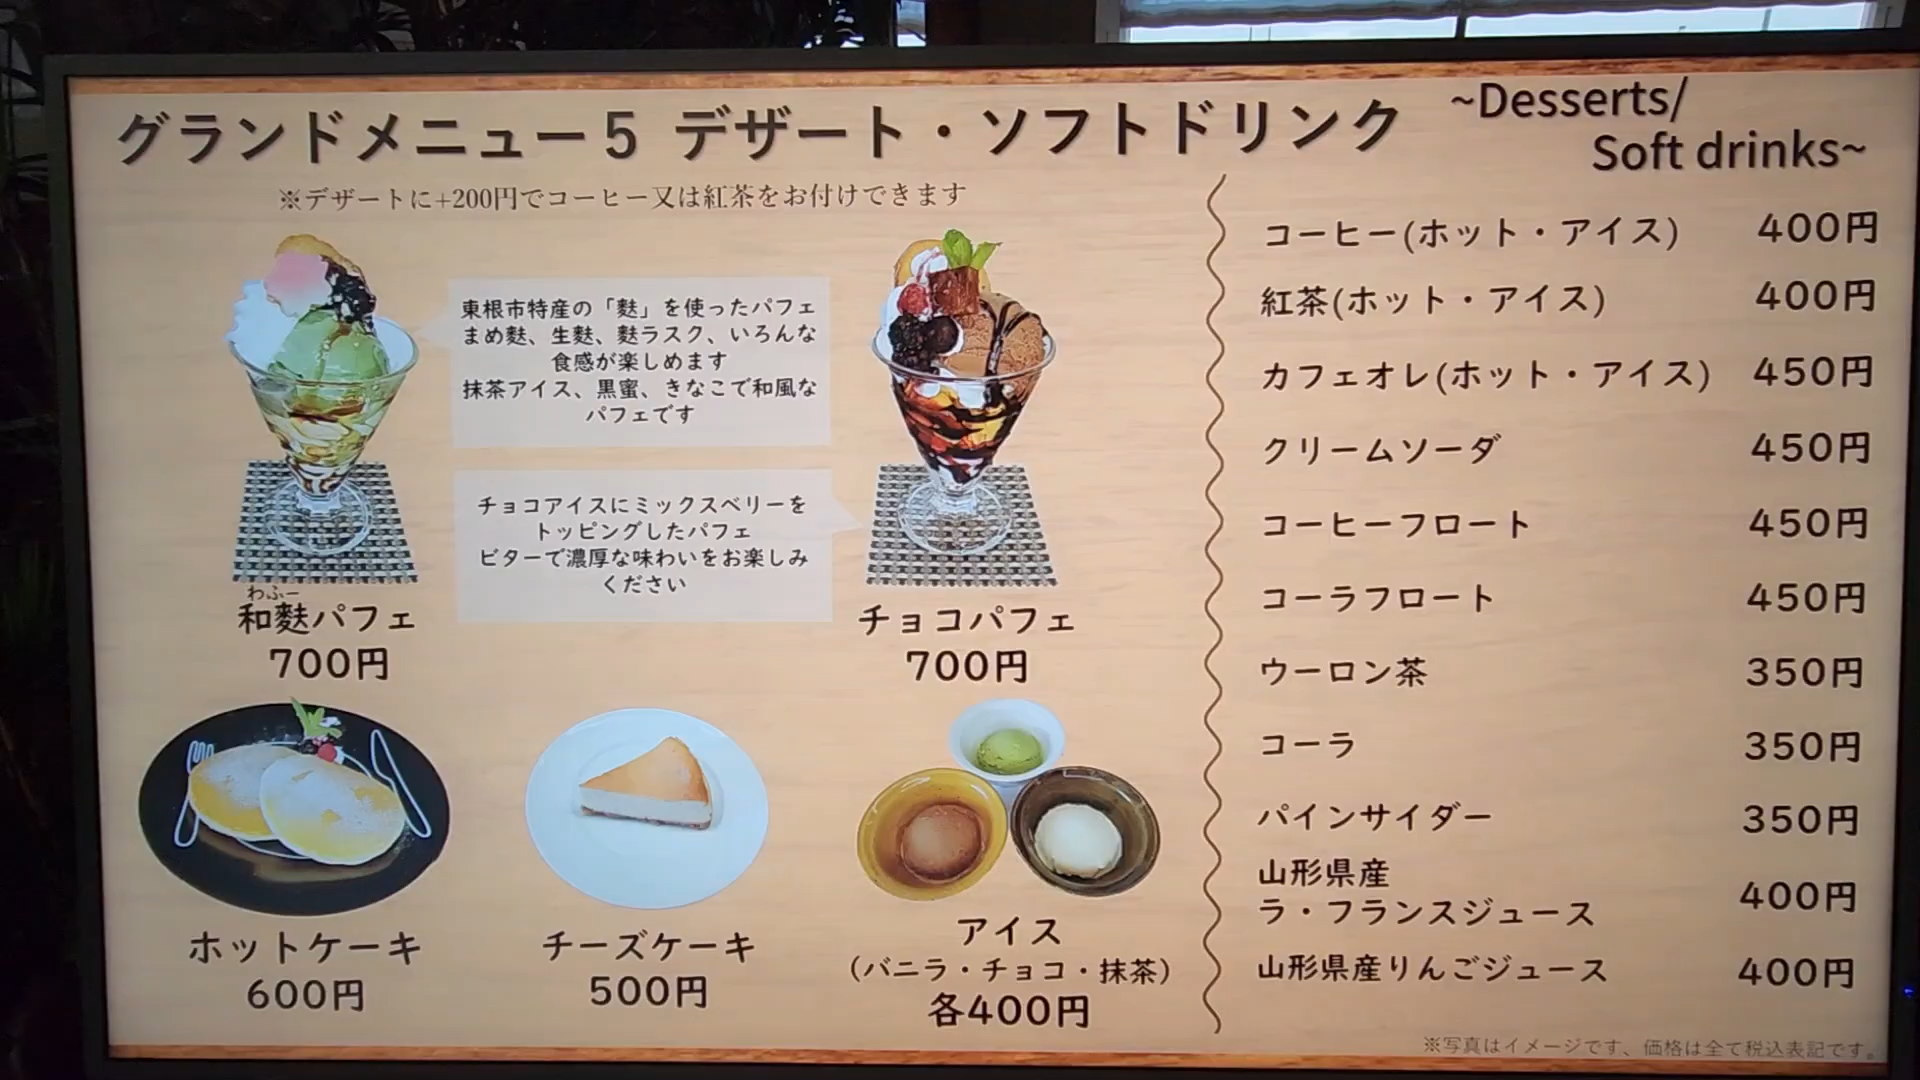 グランドメニュー５ デザート・ソフトドリンク
~Desserts/
Soft drinks~
※デザートに+200円でコーヒー又は紅茶をお付けできます
東根市特産の「麩」を使ったパフェ
まめ麩、生麩、麩ラスク、いろんな
食感が楽しめます
抹茶アイス、黒蜜、きなこで和風な
パフェです
チョコアイスにミックスベリーを
トッピングしたパフェ
ビターで濃厚な味わいをお楽しみ
ください
わふー
和麩パフェ
700円
チョコパフェ
700円
ホットケーキ
600円
チーズケーキ
500円
アイス
(バニラ・チョコ・抹茶)
各400円
コーヒー(ホット・アイス) 400円
紅茶(ホット・アイス) 400円
カフェオレ(ホット・アイス) 450円
クリームソーダ 450円
コーヒーフロート 450円
コーラフロート 450円
ウーロン茶 350円
コーラ 350円
パインサイダー 350円
山形県産
ラ・フランスジュース 400円
山形県産りんごジュース 400円
※写真はイメージです、価格は全て税込表記です。